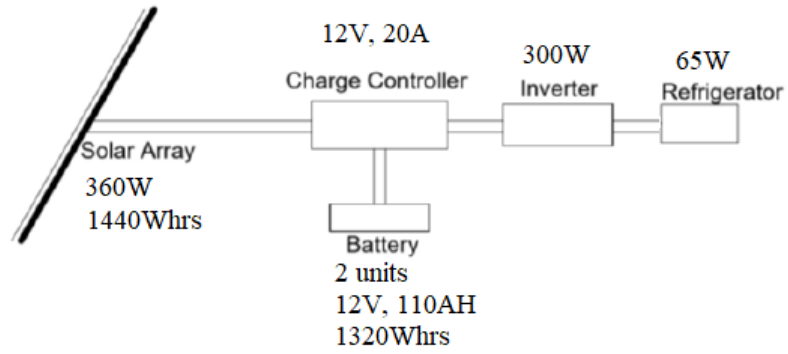 12V, 20A
Charge Controller
300W
Inverter
65W
Refrigerator
Solar Array
360W
1440Whrs
Battery
2 units
12V, 110AH
1320Whrs